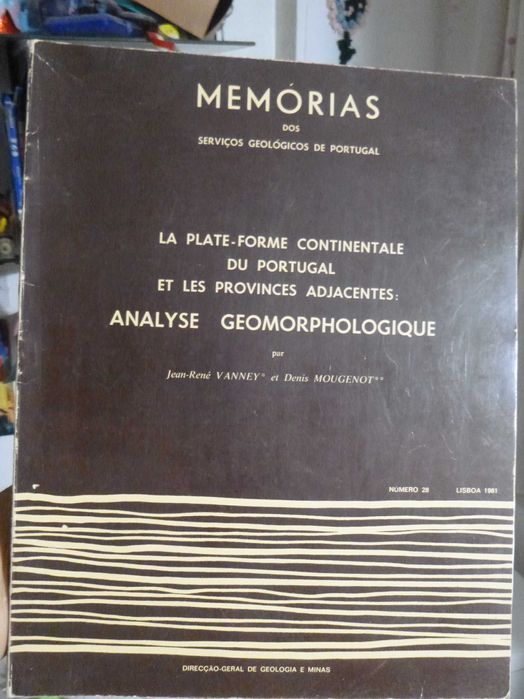 MEMÓRIAS
DOS
SERVIÇOS GEOLÓGICOS DE PORTUGAL
LA PLATE-FORME CONTINENTALE
DU PORTUGAL
ET LES PROVINCES ADJACENTES:
ANALYSE GEOMORPHOLOGIQUE
par
Jean-René VANNEY* et Denis MOUGENOT**
NÚMERO 28 LISBOA 1981
DIRECÇÃO-GERAL DE GEOLOGIA E MINAS